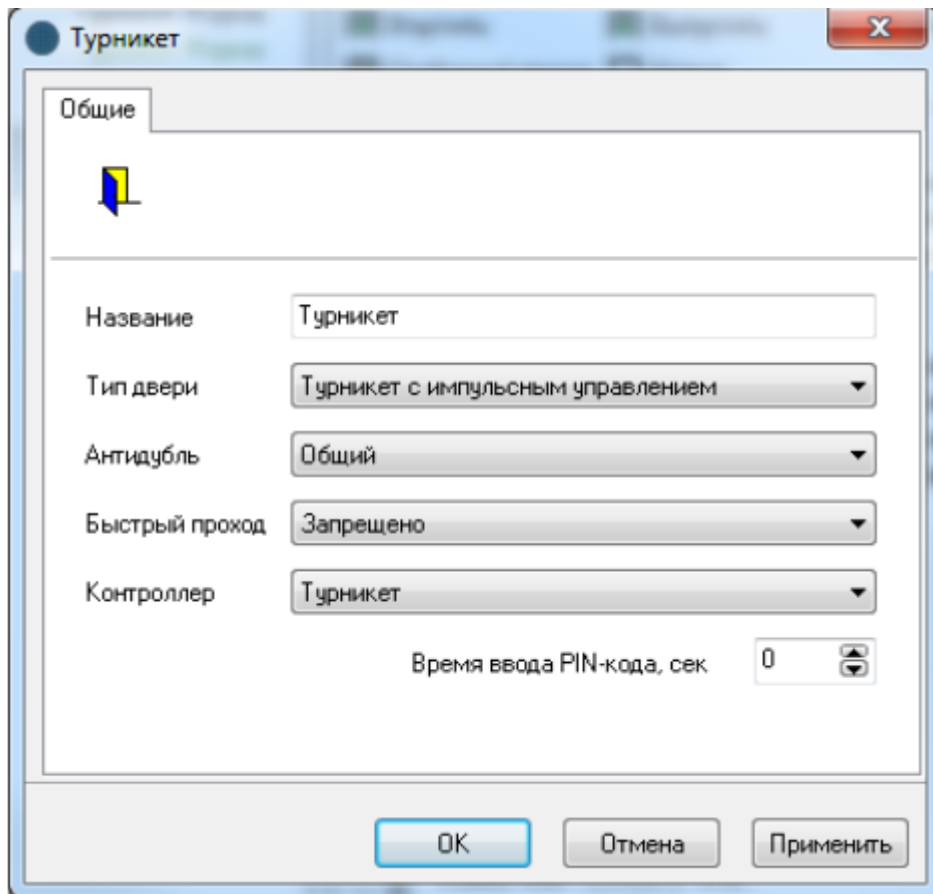 Турникет
Общие
Название Турникет
Тип двери Турникет с импульсным управлением
Антидубль Общий
Быстрый проход Запрещено
Контроллер Турникет
Время ввода PIN-кода, сек 0
OK Отмена Применить